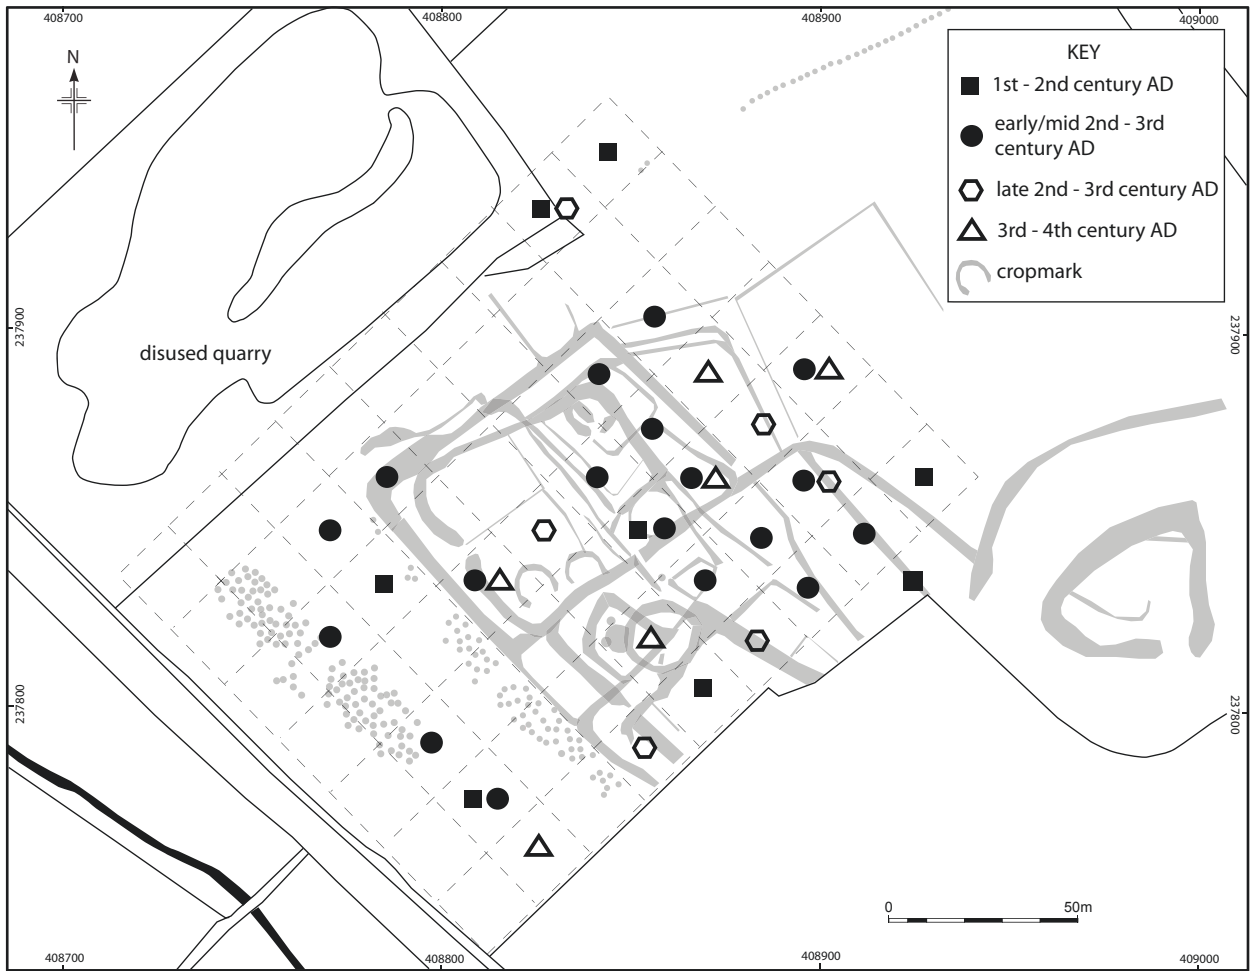 408700
408800
408900
409000
N
KEY
1st - 2nd century AD
early/mid 2nd - 3rd
century AD
late 2nd - 3rd century AD
3rd - 4th century AD
cropmark
237900
237900
disused quarry
237800
237800
0
50m
408700
408800
408900
409000